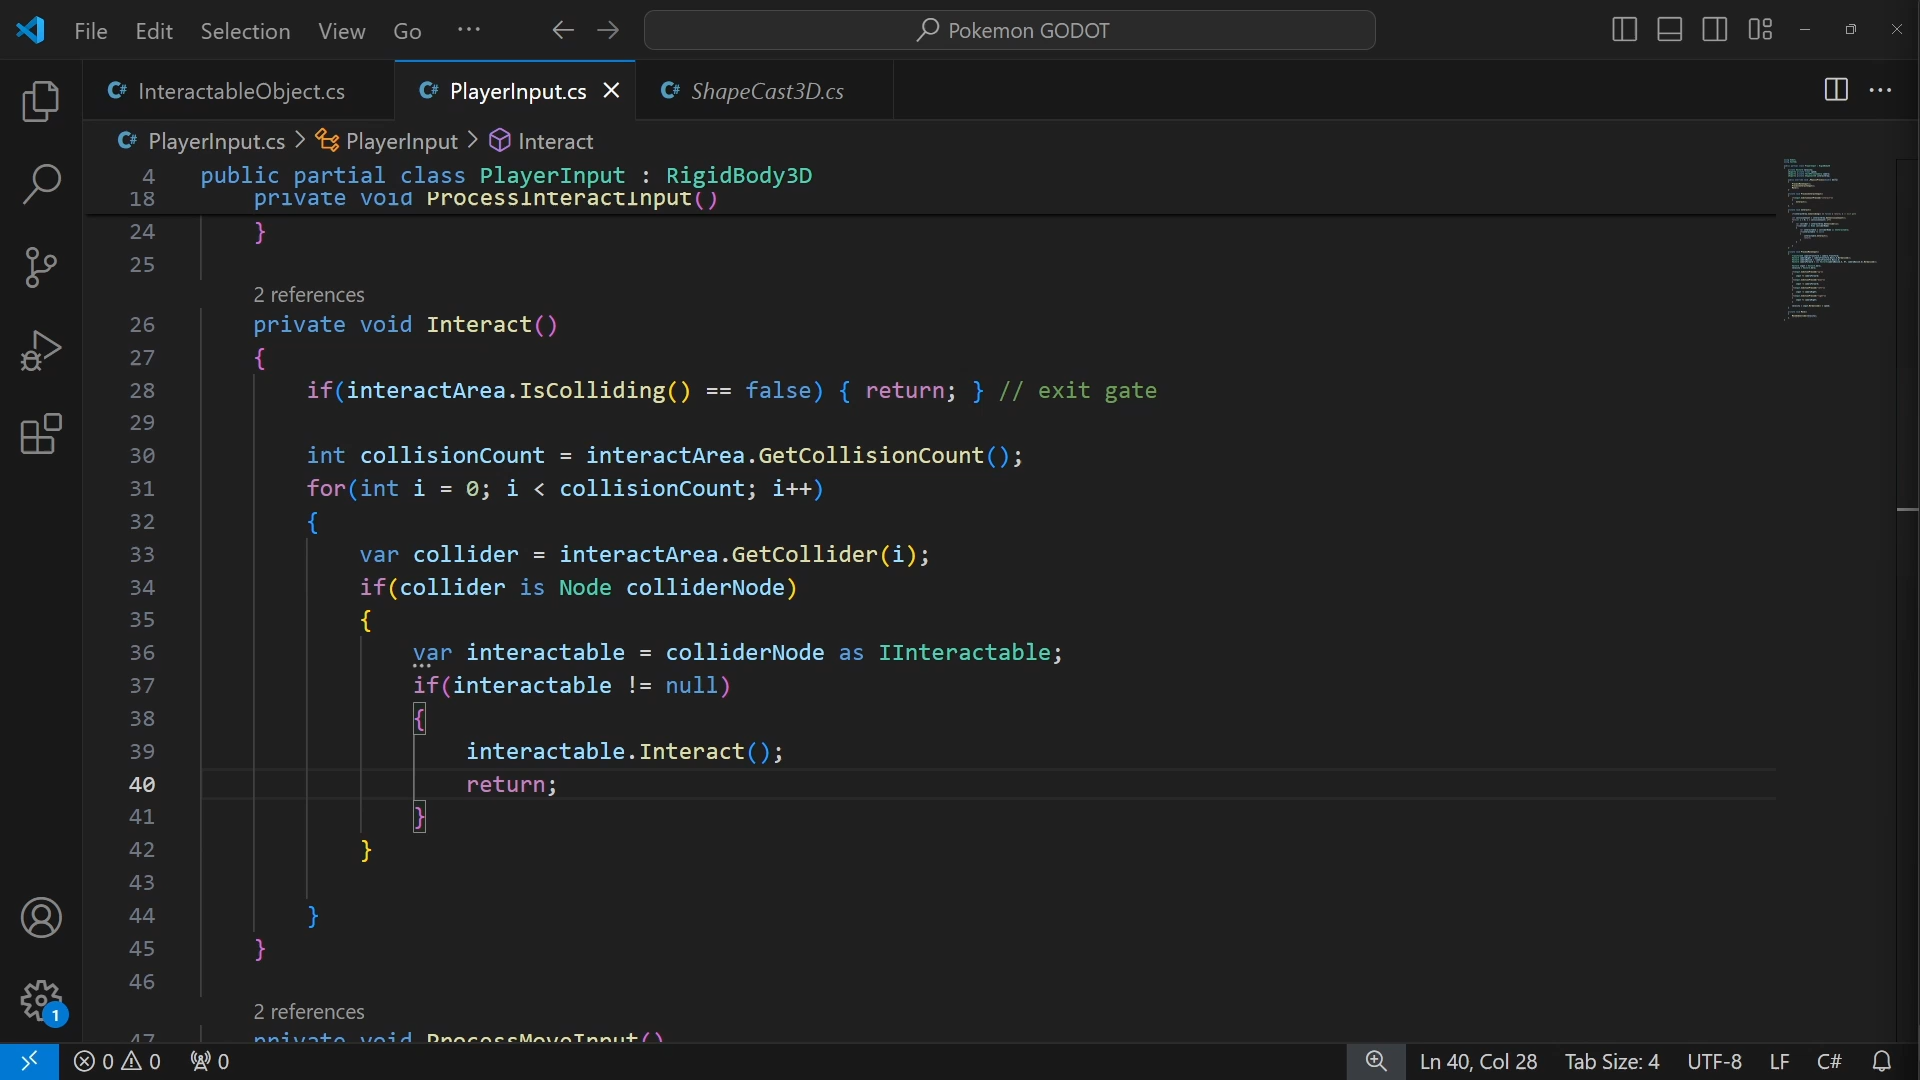 File Edit Selection View Go ··· Pokemon GODOT
InteractableObject.cs PlayerInput.cs ShapeCast3D.cs
PlayerInput.cs > PlayerInput > Interact
4 public partial class PlayerInput : RigidBody3D
18 private void ProcessInteractInput()
24 }
25
2 references
26 private void Interact()
27 {
28 if(interactArea.IsColliding() == false) { return; } // exit gate
29
30 int collisionCount = interactArea.GetCollisionCount();
31 for(int i = 0; i < collisionCount; i++)
32 {
33 var collider = interactArea.GetCollider(i);
34 if(collider is Node colliderNode)
35 {
36 var interactable = colliderNode as IInteractable;
37 if(interactable != null)
38 {
39 interactable.Interact();
40 return;
41 }
42 }
43
44 }
45 }
46
2 references
47 private void ProcessMoveInput()
1
0 0 0 Ln 40, Col 28 Tab Size: 4 UTF-8 LF C#